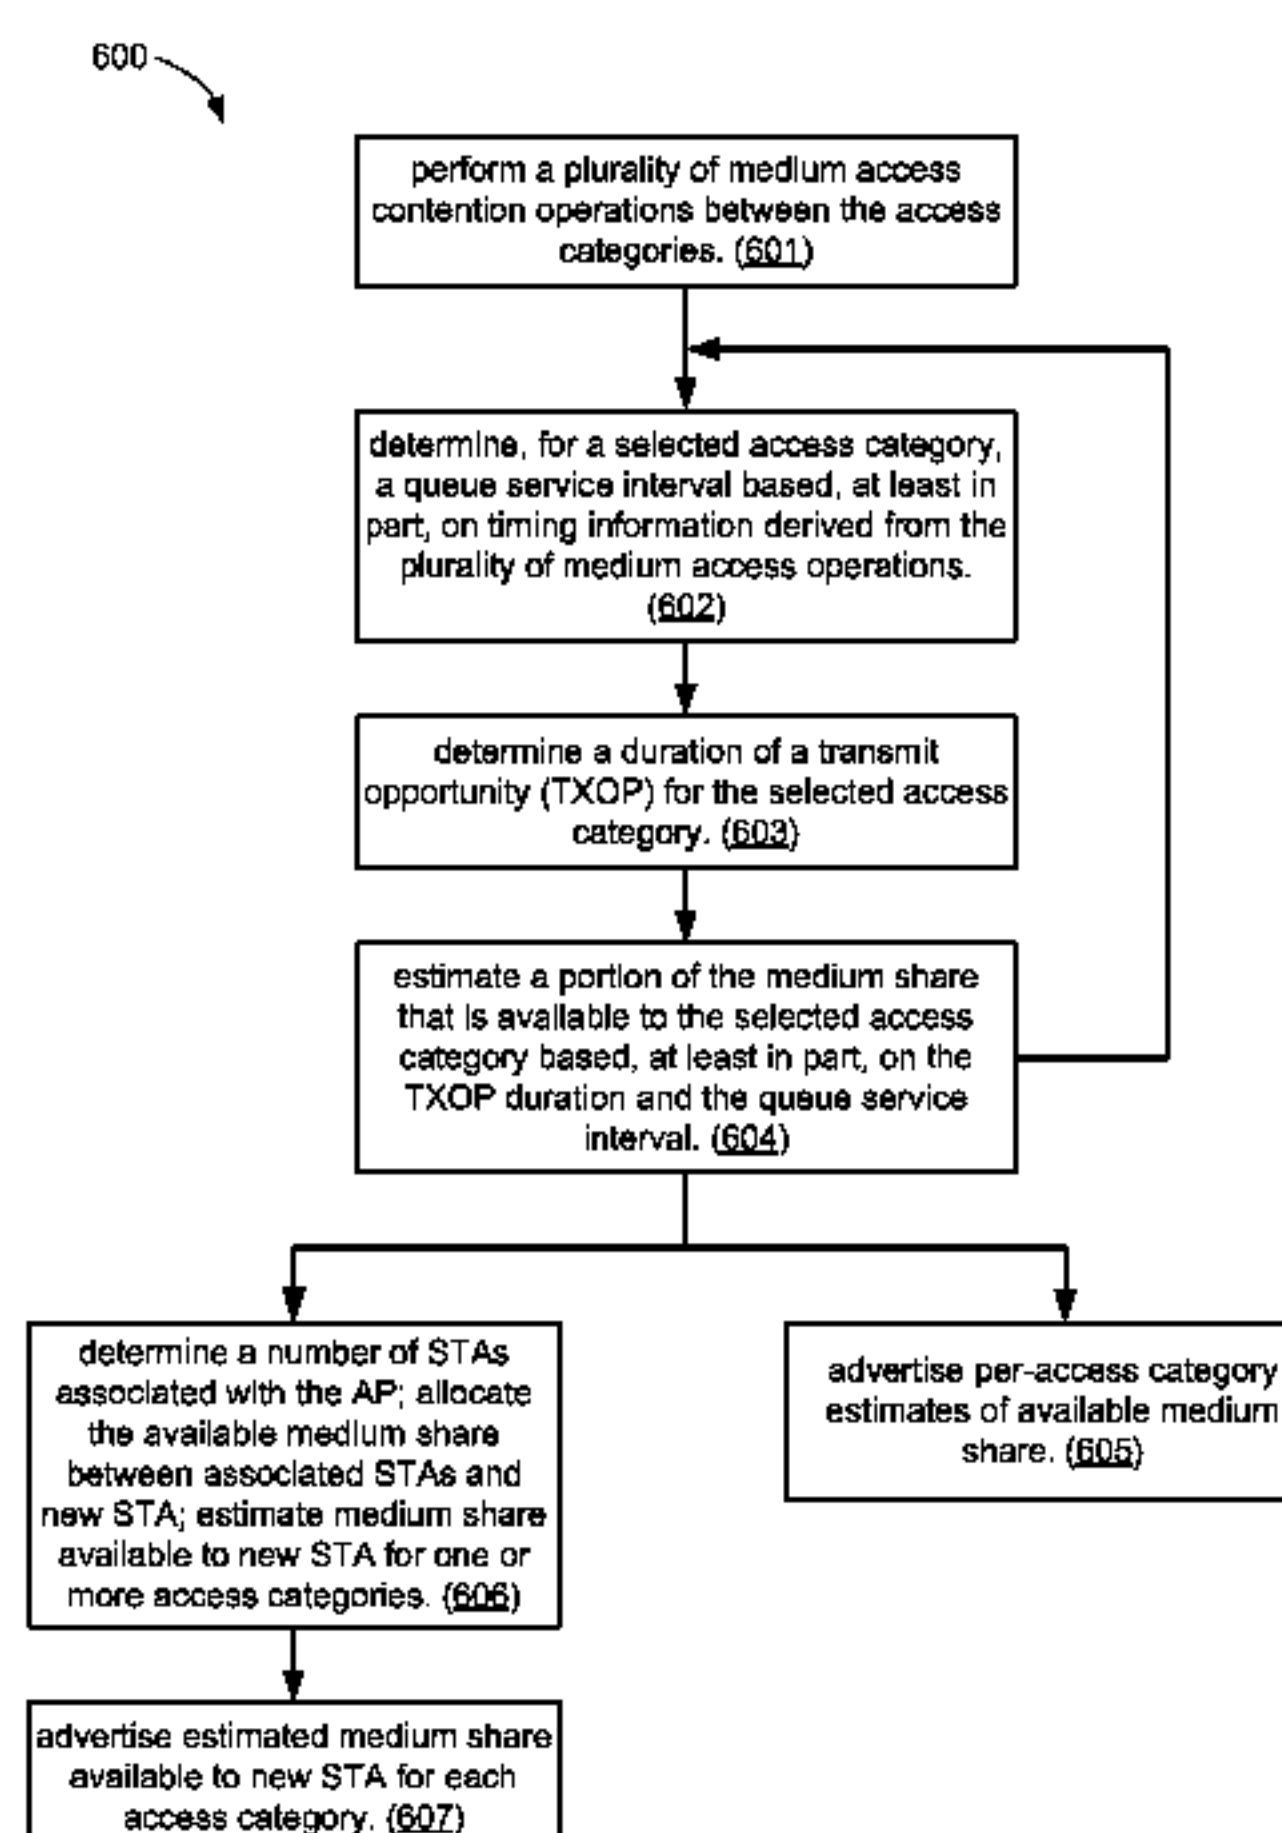 600
perform a plurality of medium access
contention operations between the access
categories. (601)
determine, for a selected access category,
a queue service interval based, at least in
part, on timing information derived from the
plurality of medium access operations.
(602)
determine a duration of a transmit
opportunity (TXOP) for the selected access
category. (603)
estimate a portion of the medium share
that is available to the selected access
category based, at least in part, on the
TXOP duration and the queue service
interval. (604)
determine a number of STAs
associated with the AP; allocate
the available medium share
between associated STAs and
new STA; estimate medium share
available to new STA for one or
more access categories. (606)
advertise per-access category
estimates of available medium
share. (605)
advertise estimated medium share
available to new STA for each
access category. (607)